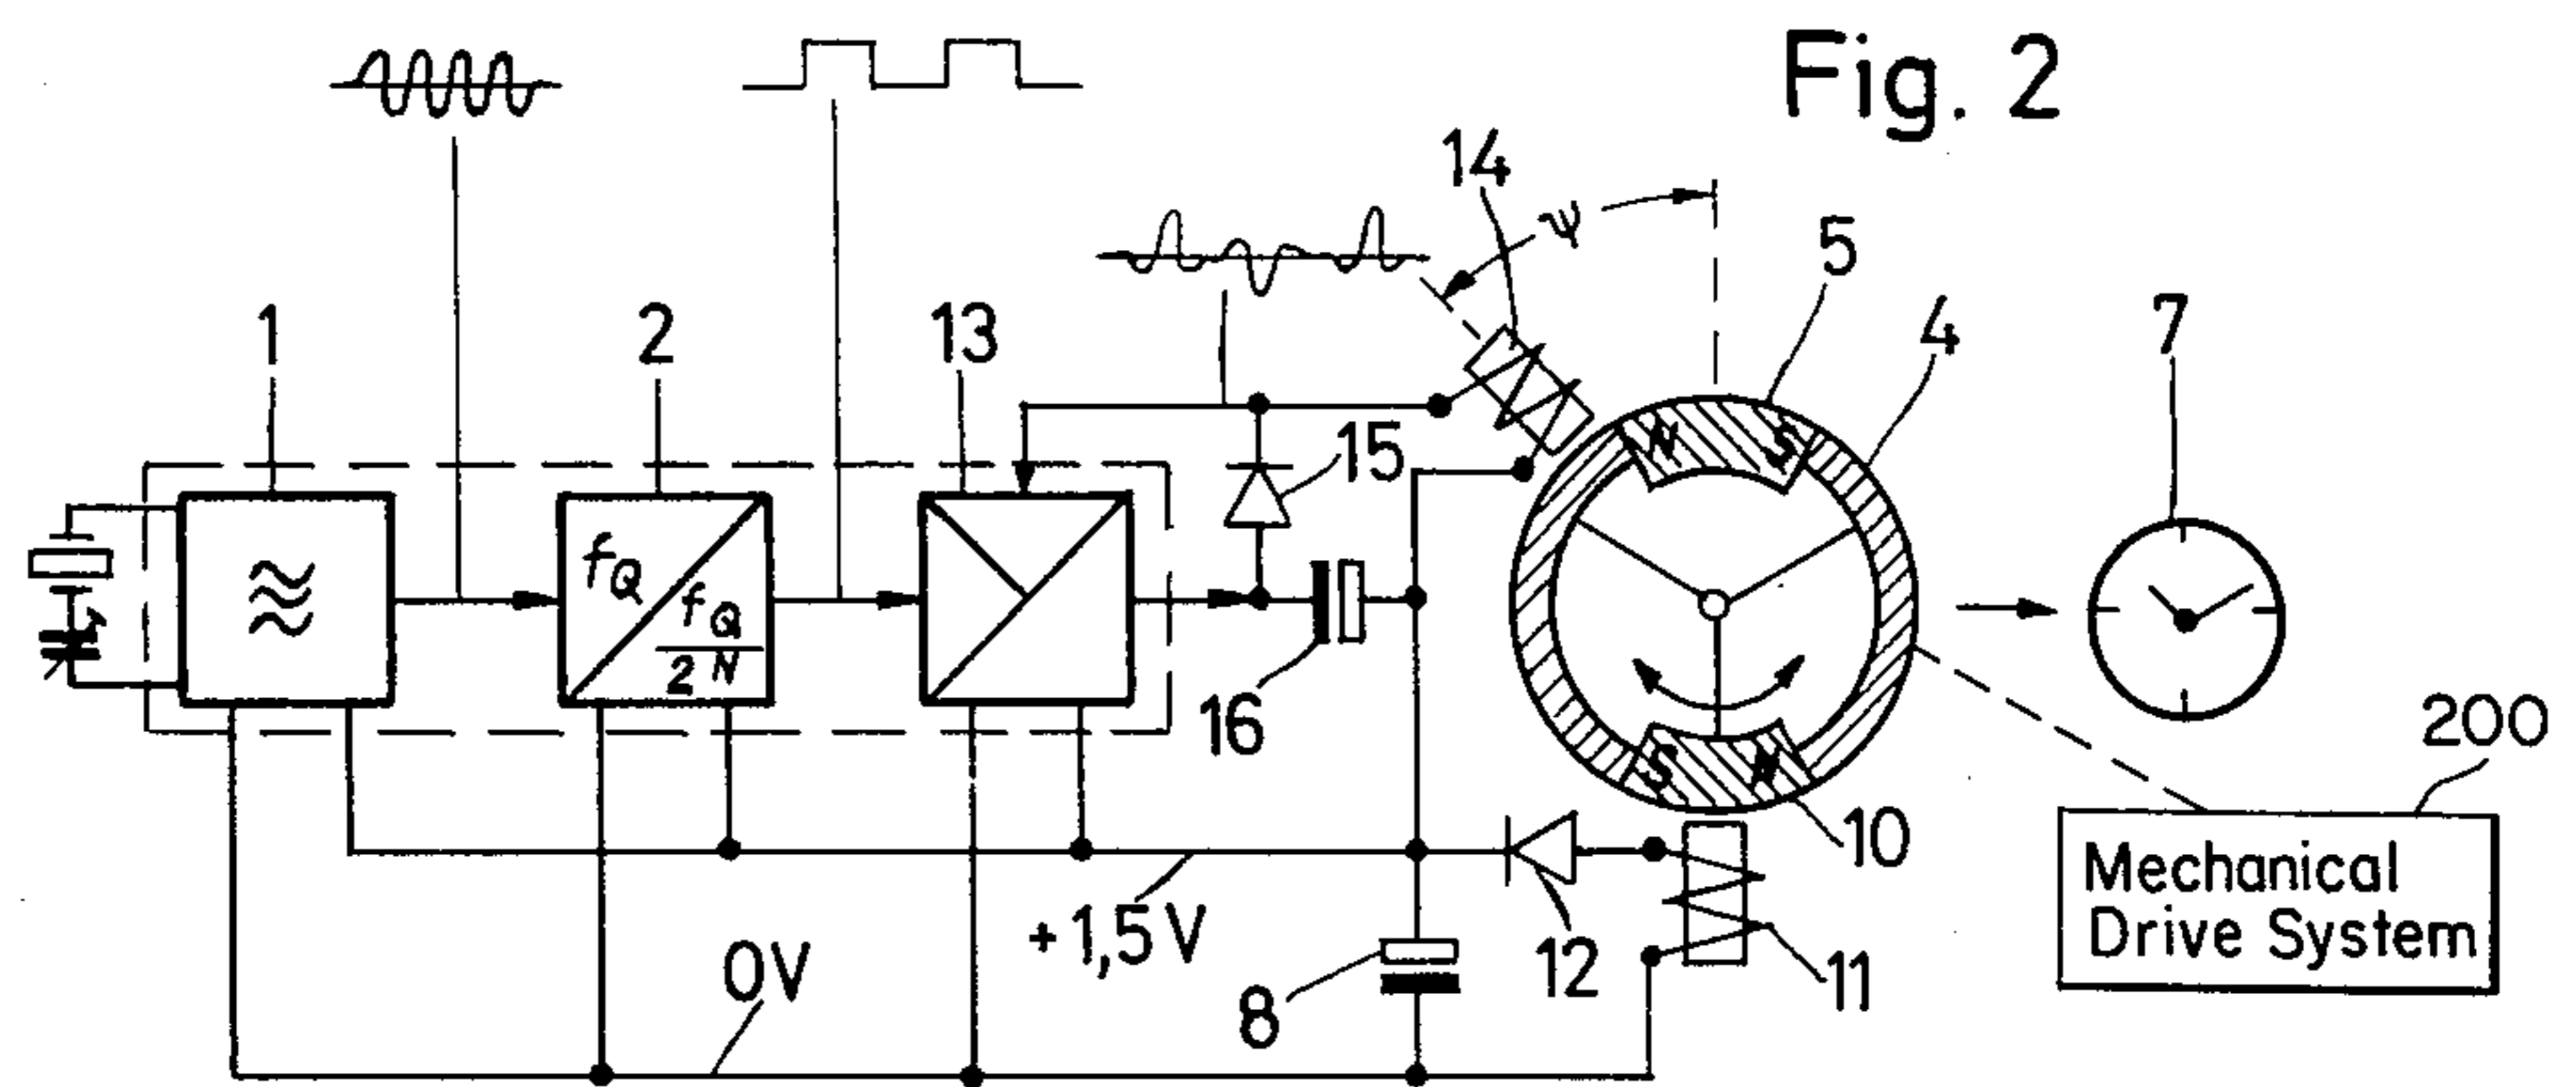 Fig. 2
14
ψ
5
4
7
1
2
13
15
N S
fQ
fQ
2N
16
S N
200
10
+1,5V
0V
8
12
11
Mechanical
Drive System